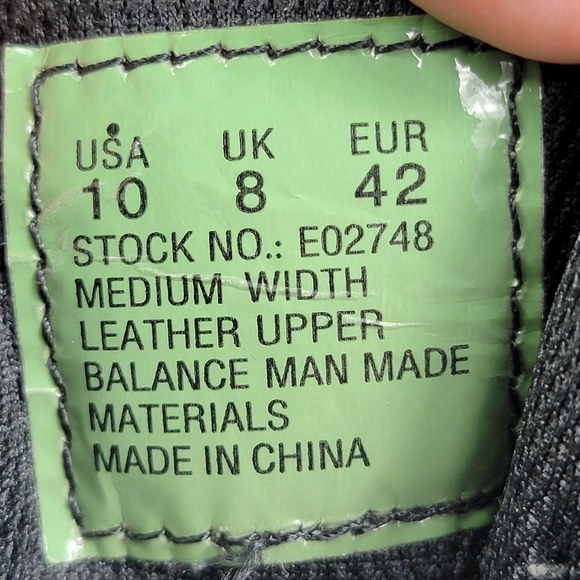 USA UK EUR
10 8 42
STOCK NO.: E02748
MEDIUM WIDTH
LEATHER UPPER
BALANCE MAN MADE
MATERIALS
MADE IN CHINA